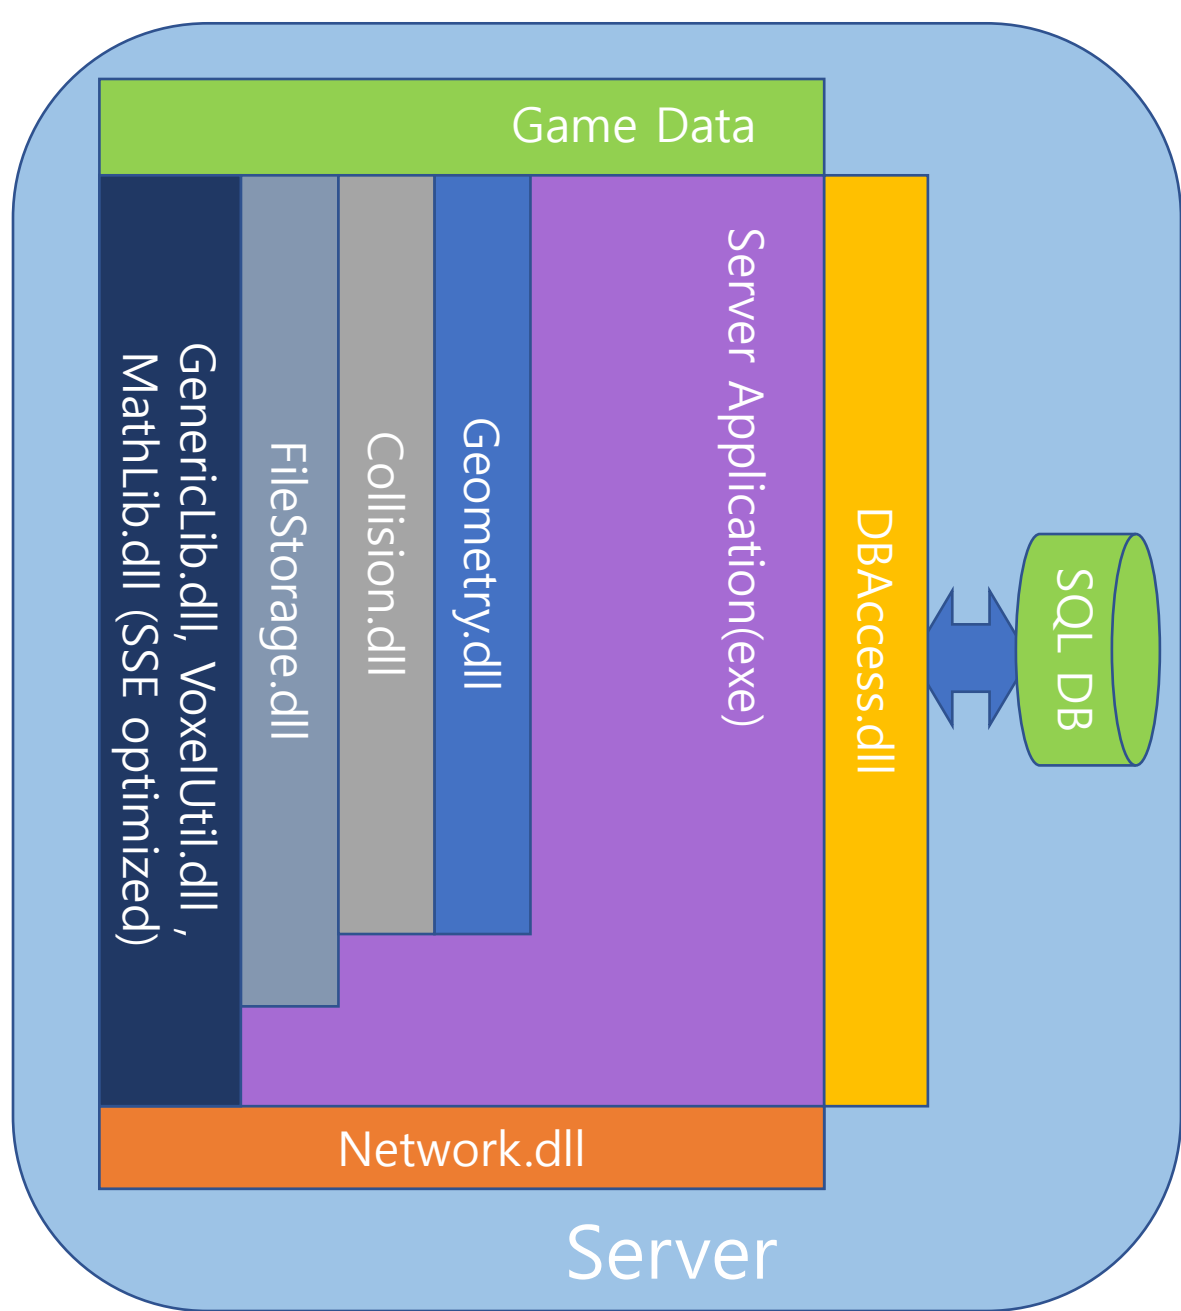 Game Data
GenericLib.dll, VoxelUtil.dll ,
MathLib.dll (SSE optimized)
FileStorage.dll
Collision.dll
Geometry.dll
Server Application(exe)
DBAccess.dll
SQL DB
Network.dll
Server